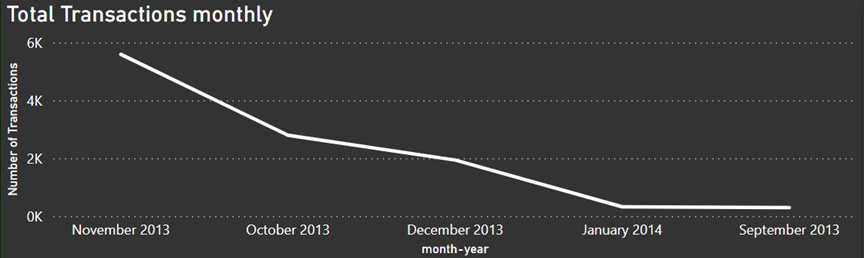 Total Transactions monthly
6K
4K
2K
0K
Number of Transactions
November 2013
October 2013
December 2013
January 2014
September 2013
month-year